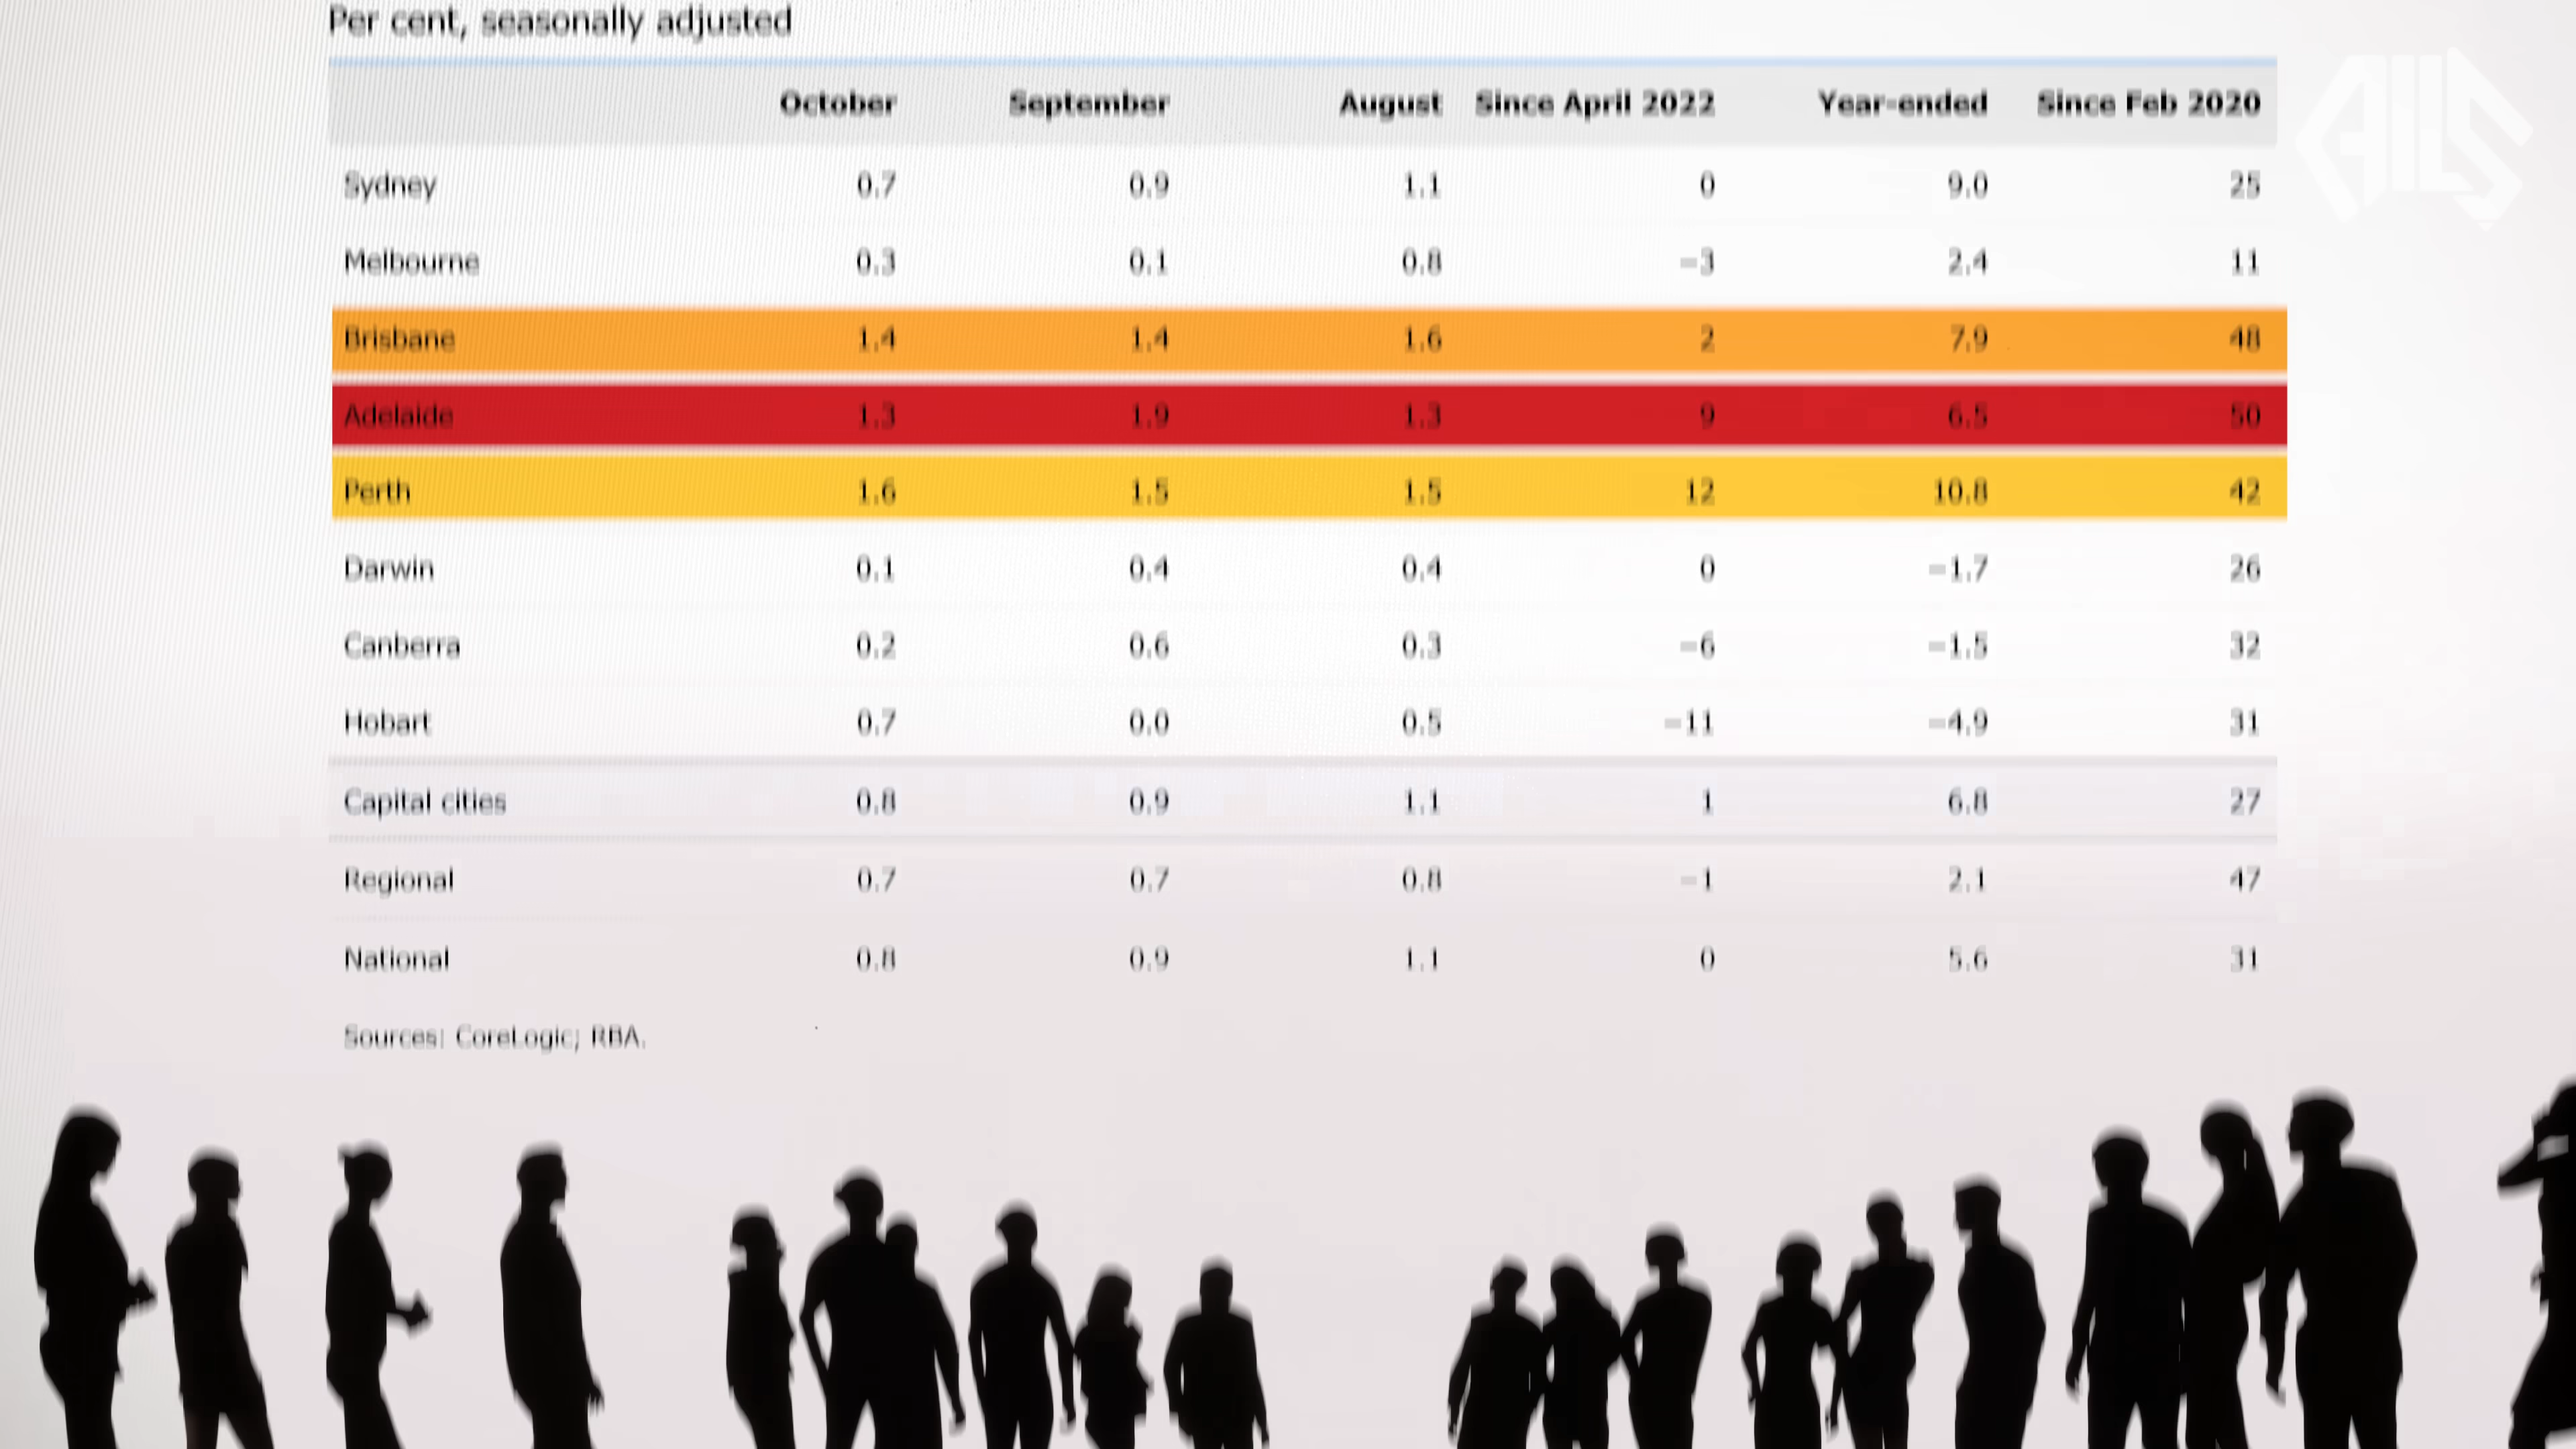 Per cent, seasonally adjusted
October September August Since April 2022 Year-ended Since Feb 2020
Sydney 0.7 0.9 1.1 0 9.0 25
Melbourne 0.3 0.1 0.8 −3 2.4 11
Brisbane 1.4 1.4 1.6 2 7.9 48
Adelaide 1.3 1.9 1.3 9 6.5 50
Perth 1.6 1.5 1.5 12 10.8 42
Darwin 0.1 0.4 0.4 0 −1.7 26
Canberra 0.2 0.6 0.3 −6 −1.5 32
Hobart 0.7 0.0 0.5 −11 −4.9 31
Capital cities 0.8 0.9 1.1 1 6.8 27
Regional 0.7 0.7 0.8 −1 2.1 47
National 0.8 0.9 1.1 0 5.6 31
Sources: CoreLogic; RBA.